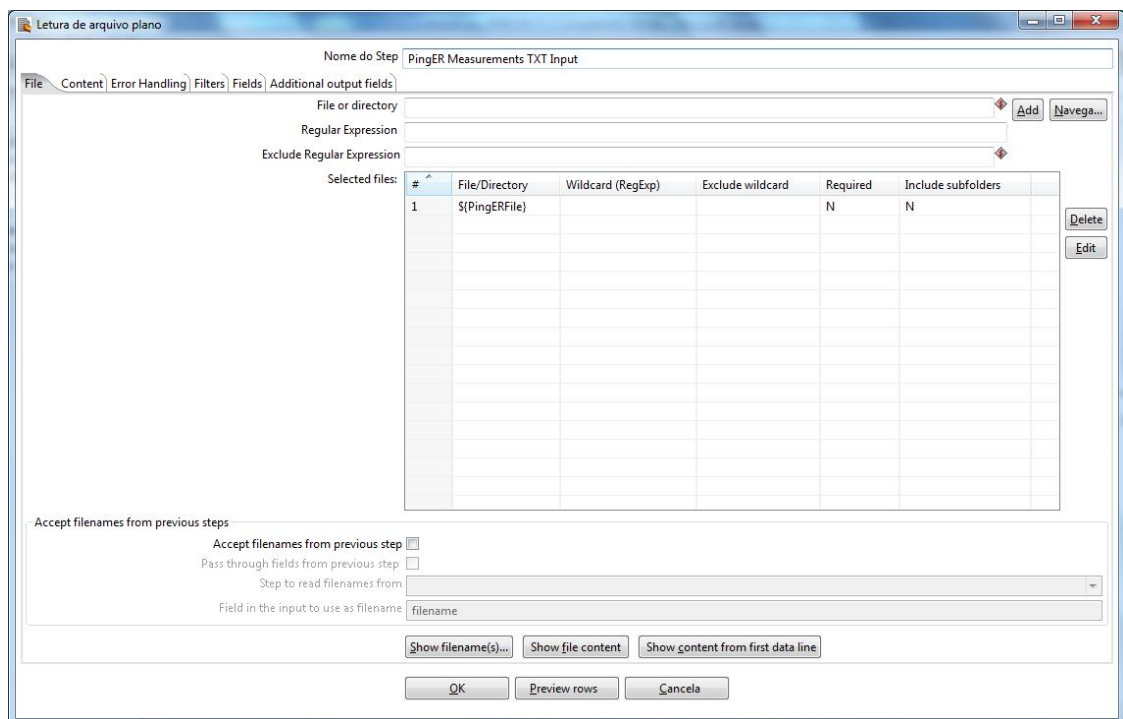 Letura de arquivo plano
Nome do Step PingER Measurements TXT Input
File Content Error Handling Filters Fields Additional output fields
File or directory Add Navega...
Regular Expression
Exclude Regular Expression
Selected files: # File/Directory Wildcard (RegExp) Exclude wildcard Required Include subfolders
1 ${PingERFile} N N
Delete
Edit
Accept filenames from previous steps
Accept filenames from previous step
Pass through fields from previous step
Step to read filenames from
Field in the input to use as filename filename
Show filename(s)... Show file content Show content from first data line
OK Preview rows Cancela